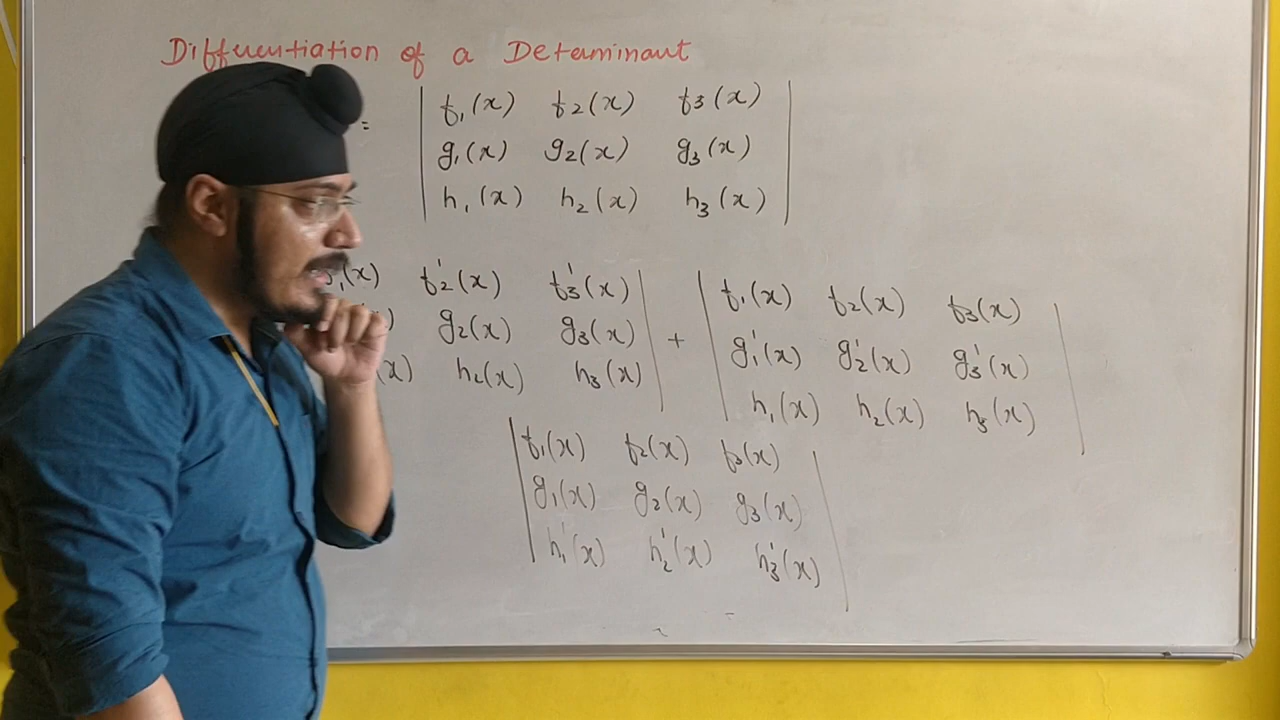 Differentiation of a Determinant
= | f₁(x) f₂(x) f₃(x) |
| g₁(x) g₂(x) g₃(x) |
| h₁(x) h₂(x) h₃(x) |
₁(x) f₂'(x) f₃'(x) | | f₁(x) f₂(x) f₃(x) |
) g₂(x) g₃(x) | + | g₁'(x) g₂'(x) g₃'(x) |
(x) h₂(x) h₃(x) | | h₁(x) h₂(x) h₃(x) |
| f₁(x) f₂(x) f₃(x) |
| g₁(x) g₂(x) g₃(x) |
| h₁'(x) h₂'(x) h₃'(x) |